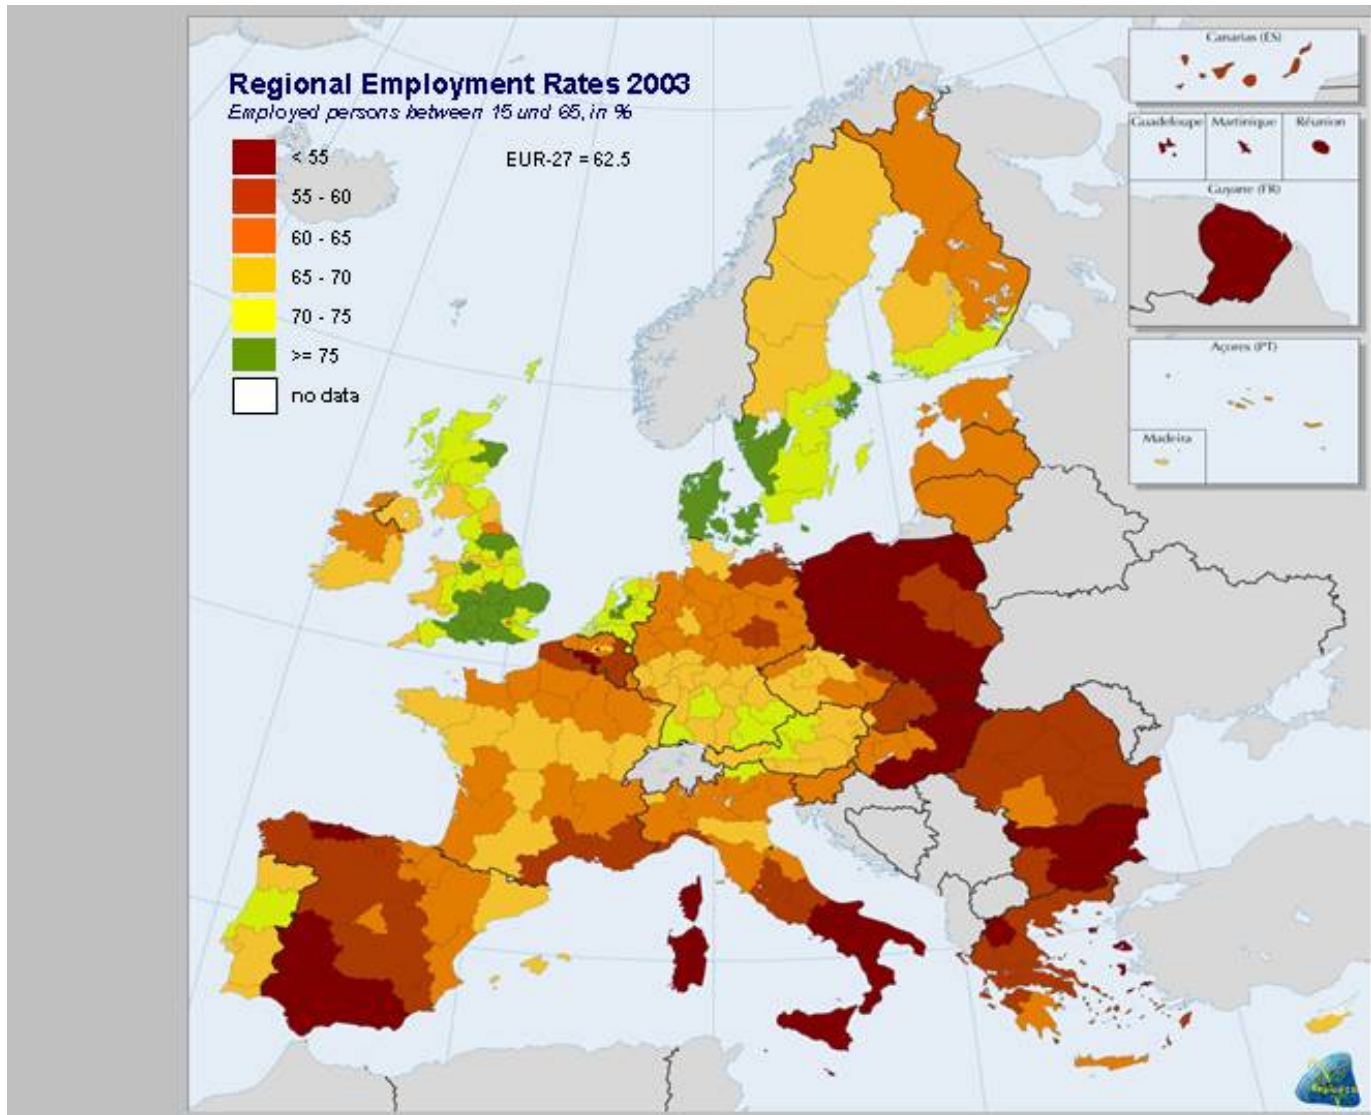 Regional Employment Rates 2003
Employed persons between 15 und 65, in %
< 55
EUR-27 = 62.5
55 - 60
60 - 65
65 - 70
70 - 75
>= 75
no data
Canarias (ES)
Guadeloupe Martinique Réunion
Guyane (FR)
Açores (PT)
Madeira